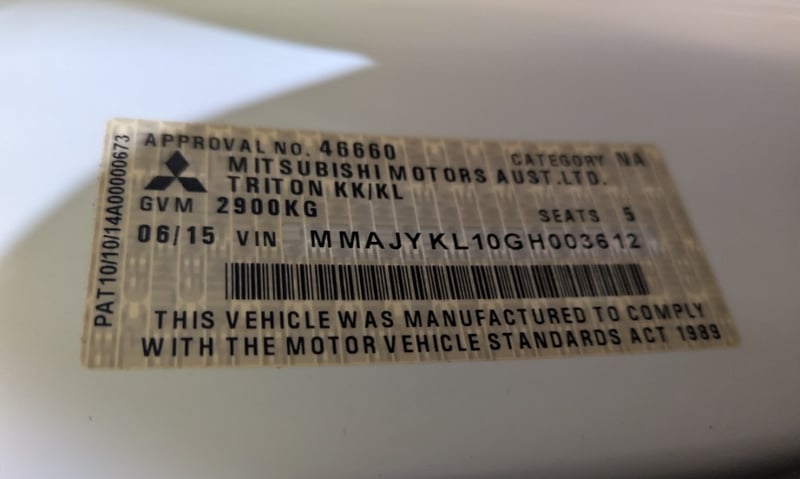 PAT10/10/14A00000673
APPROVAL NO. 46660 CATEGORY NA
MITSUBISHI MOTORS AUST.LTD.
TRITON KK/KL
GVM 2900KG SEATS 5
06/15 VIN MMAJYKL10GH003612
THIS VEHICLE WAS MANUFACTURED TO COMPLY
WITH THE MOTOR VEHICLE STANDARDS ACT 1989